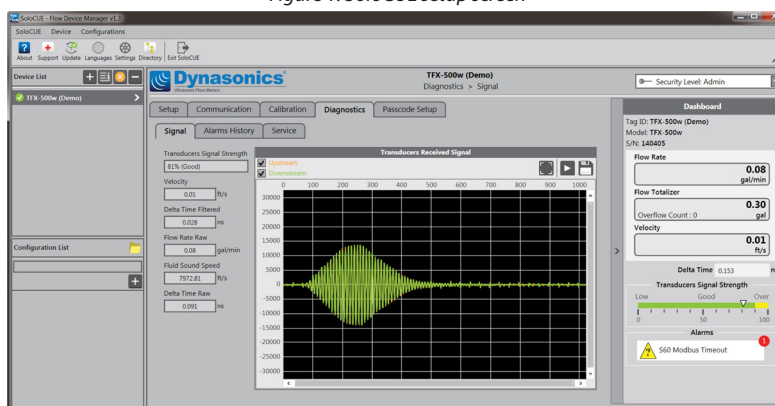 SoloCUE - Flow Device Manager v1.3
SoloCUE Device Configurations
About Support Update Languages Settings Directory Exit SoloCUE
Device List
TFX-500w (Demo)
Configuration List
Dynasonics
Ultrasonic Flow Meters
TFX-500w (Demo)
Diagnostics > Signal
Security Level: Admin
Setup Communication Calibration Diagnostics Passcode Setup
Signal Alarms History Service
Transducers Signal Strength
81% (Good)
Velocity
0.01 ft/s
Delta Time Filtered
0.028 ns
Flow Rate Raw
0.08 gal/min
Fluid Sound Speed
7972.81 ft/s
Delta Time Raw
0.091 ns
Transducers Received Signal
Upstream
Downstream
0 100 200 300 400 500 600 700 800 900 1000
30000
25000
20000
15000
10000
5000
0
-5000
-10000
-15000
-20000
-25000
-30000
Dashboard
Tag ID: TFX-500w (Demo)
Model: TFX-500w
S/N: 140405
Flow Rate
0.08
gal/min
Flow Totalizer
0.30
Overflow Count : 0 gal
Velocity
0.01
ft/s
Delta Time 0.153 n
Transducers Signal Strength
Low Good Over
0 50 100
Alarms
1
560 Modbus Timeout